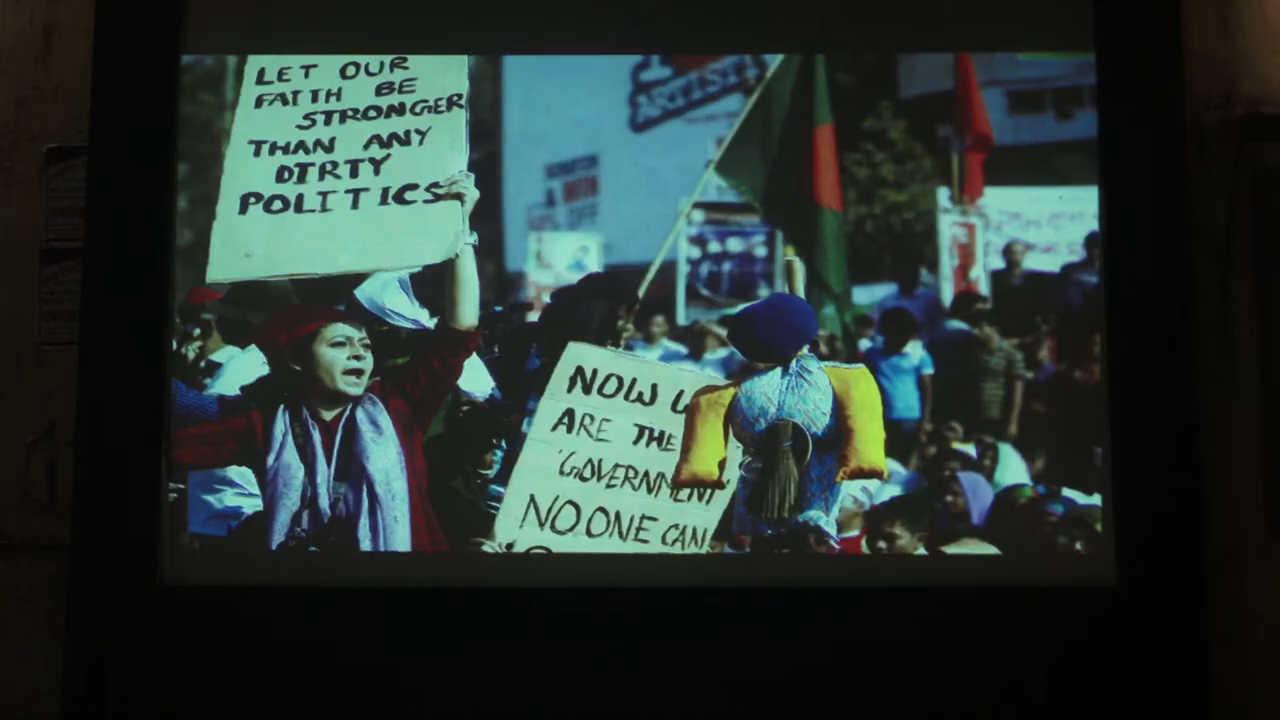 LET OUR
FAITH BE
STRONGER
THAN ANY
DIRTY
POLITICS
ARTIST
NOW
ARE THE
'GOVERNMENT'
NO ONE CAN